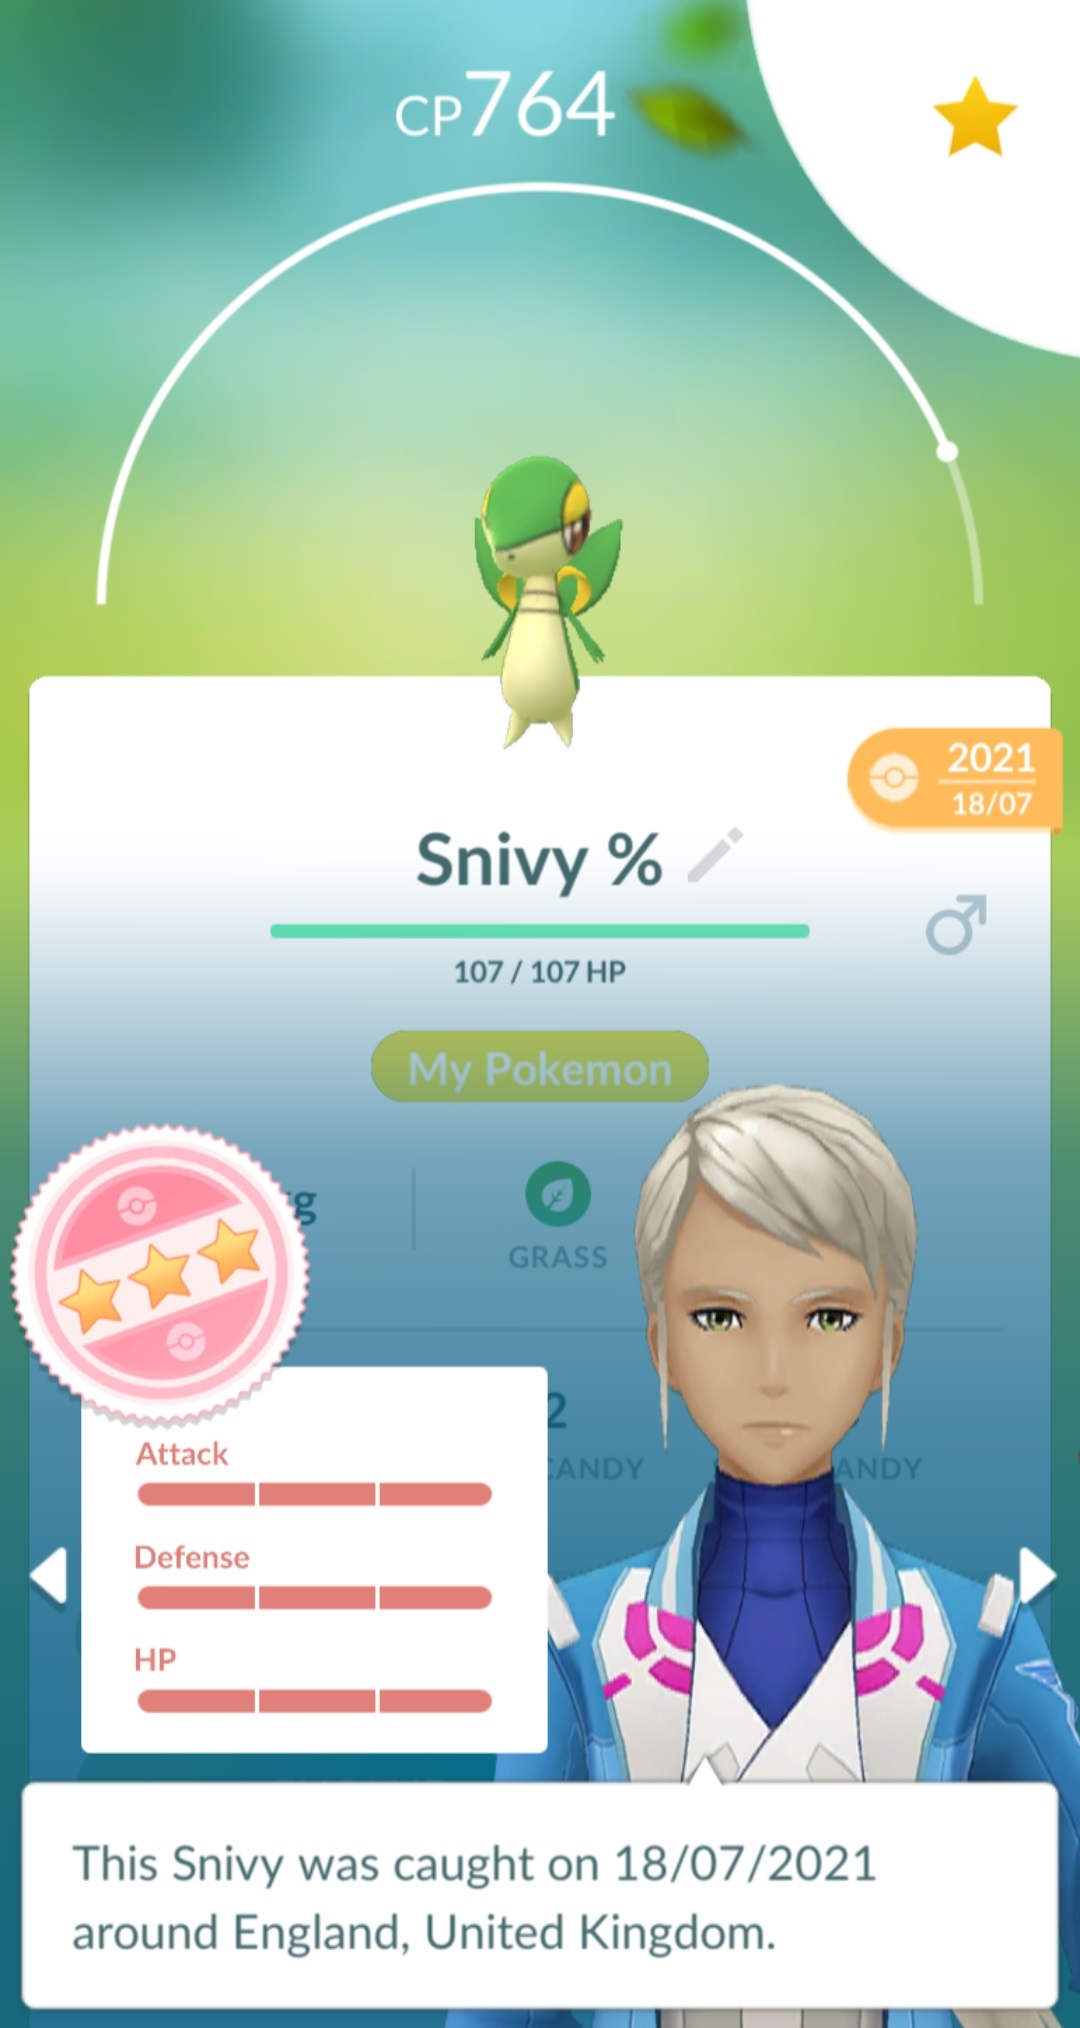 CP764
2021
18/07
Snivy %
107 / 107 HP
My Pokemon
GRASS
Attack
Defense
HP
This Snivy was caught on 18/07/2021
around England, United Kingdom.